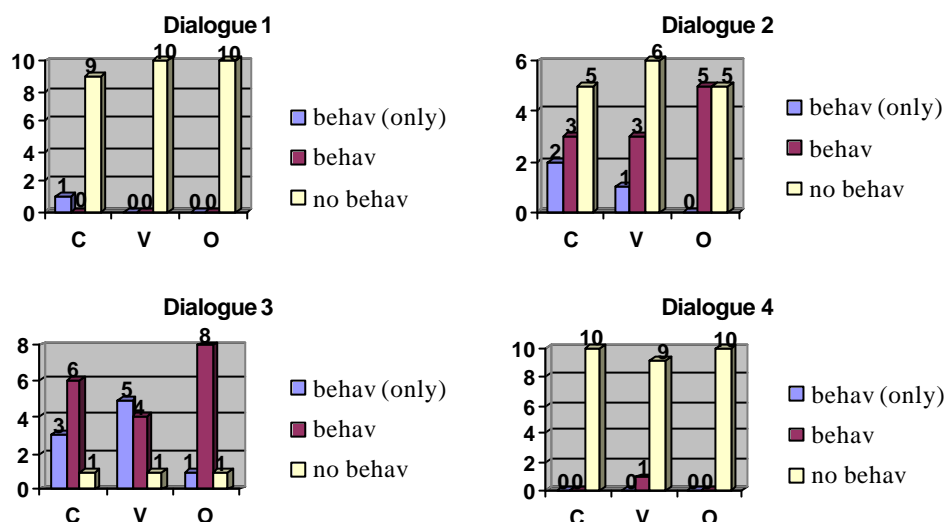 Dialogue 1
10
8
6
4
2
0
1 0 9
0 0 10
0 0 10
C V O
behav (only)
behav
no behav
Dialogue 2
6
4
2
0
2 3 5
1 3 6
0 5 5
C V O
behav (only)
behav
no behav
Dialogue 3
8
6
4
2
0
3 6 1
5 4 1
1 8 1
C V O
behav (only)
behav
no behav
Dialogue 4
10
8
6
4
2
0
0 0 10
0 1 9
0 0 10
C V O
behav (only)
behav
no behav